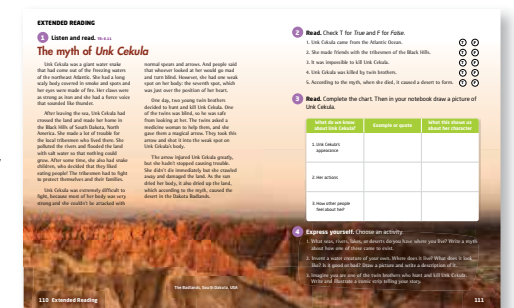 EXTENDED READING
1 Listen and read. TR: 5.11
The myth of Unk Cekula
Unk Cekula was a giant water snake
that had come out of the freezing waters
of the northeast Atlantic. She had a long
scaly body covered in smoke and spots and
her eyes were made of fire. Her claws were
as strong as iron and she had a fierce voice
that sounded like thunder.
After leaving the sea, Unk Cekula had
crossed the land and made her home in
the Black Hills of South Dakota, North
America. She made a lot of trouble for
the local tribesmen who lived there. She
polluted the rivers and flooded the land
with salt water so that nothing could
grow. After some time, she also had snake
children, who decided that they liked
eating people! The tribesmen had to fight
to protect themselves and their families.
Unk Cekula was extremely difficult to
fight, because most of her body was very
strong and she couldn't be attacked with
normal spears and arrows. And people said
that whoever looked at her would go mad
and turn blind. However, she had one weak
spot on her body: the seventh spot, which
was just over the position of her heart.
One day, two young twin brothers
decided to hunt and kill Unk Cekula. One
of the twins was blind, so he was safe
from looking at her. The twins asked a
medicine woman to help them, and she
gave them a magical arrow. They took this
arrow and shot it into the weak spot on
Unk Cekula's body.
The arrow injured Unk Cekula greatly,
but she hadn't stopped causing trouble.
She didn't die immediately but she crawled
away and damaged the land. As the sun
dried her body, it also dried up the land,
which according to the myth, caused the
desert in the Dakota Badlands.
The Badlands, South Dakota, USA
110 Extended Reading
2 Read. Check T for True and F for False.
1. Unk Cekula came from the Atlantic Ocean. T F
2. She made friends with the tribesmen of the Black Hills. T F
3. It was impossible to kill Unk Cekula. T F
4. Unk Cekula was killed by twin brothers. T F
5. According to the myth, when she died, it caused a desert to form. T F
3 Read. Complete the chart. Then in your notebook draw a picture of
Unk Cekula.
What do we know
about Unk Cekula?
Example or quote
What this shows us
about her character
1. Unk Cekula's
appearance
2. Her actions
3. How other people
feel about her?
4 Express yourself. Choose an activity.
1. What seas, rivers, lakes, or deserts do you have where you live? Write a myth
about how one of these came to exist.
2. Invent a water creature of your own. Where does it live? What does it look
like? Is it good or bad? Draw a picture and write a description of it.
3. Imagine you are one of the twin brothers who hunt and kill Unk Cekula.
Write and illustrate a comic strip telling your story.
111